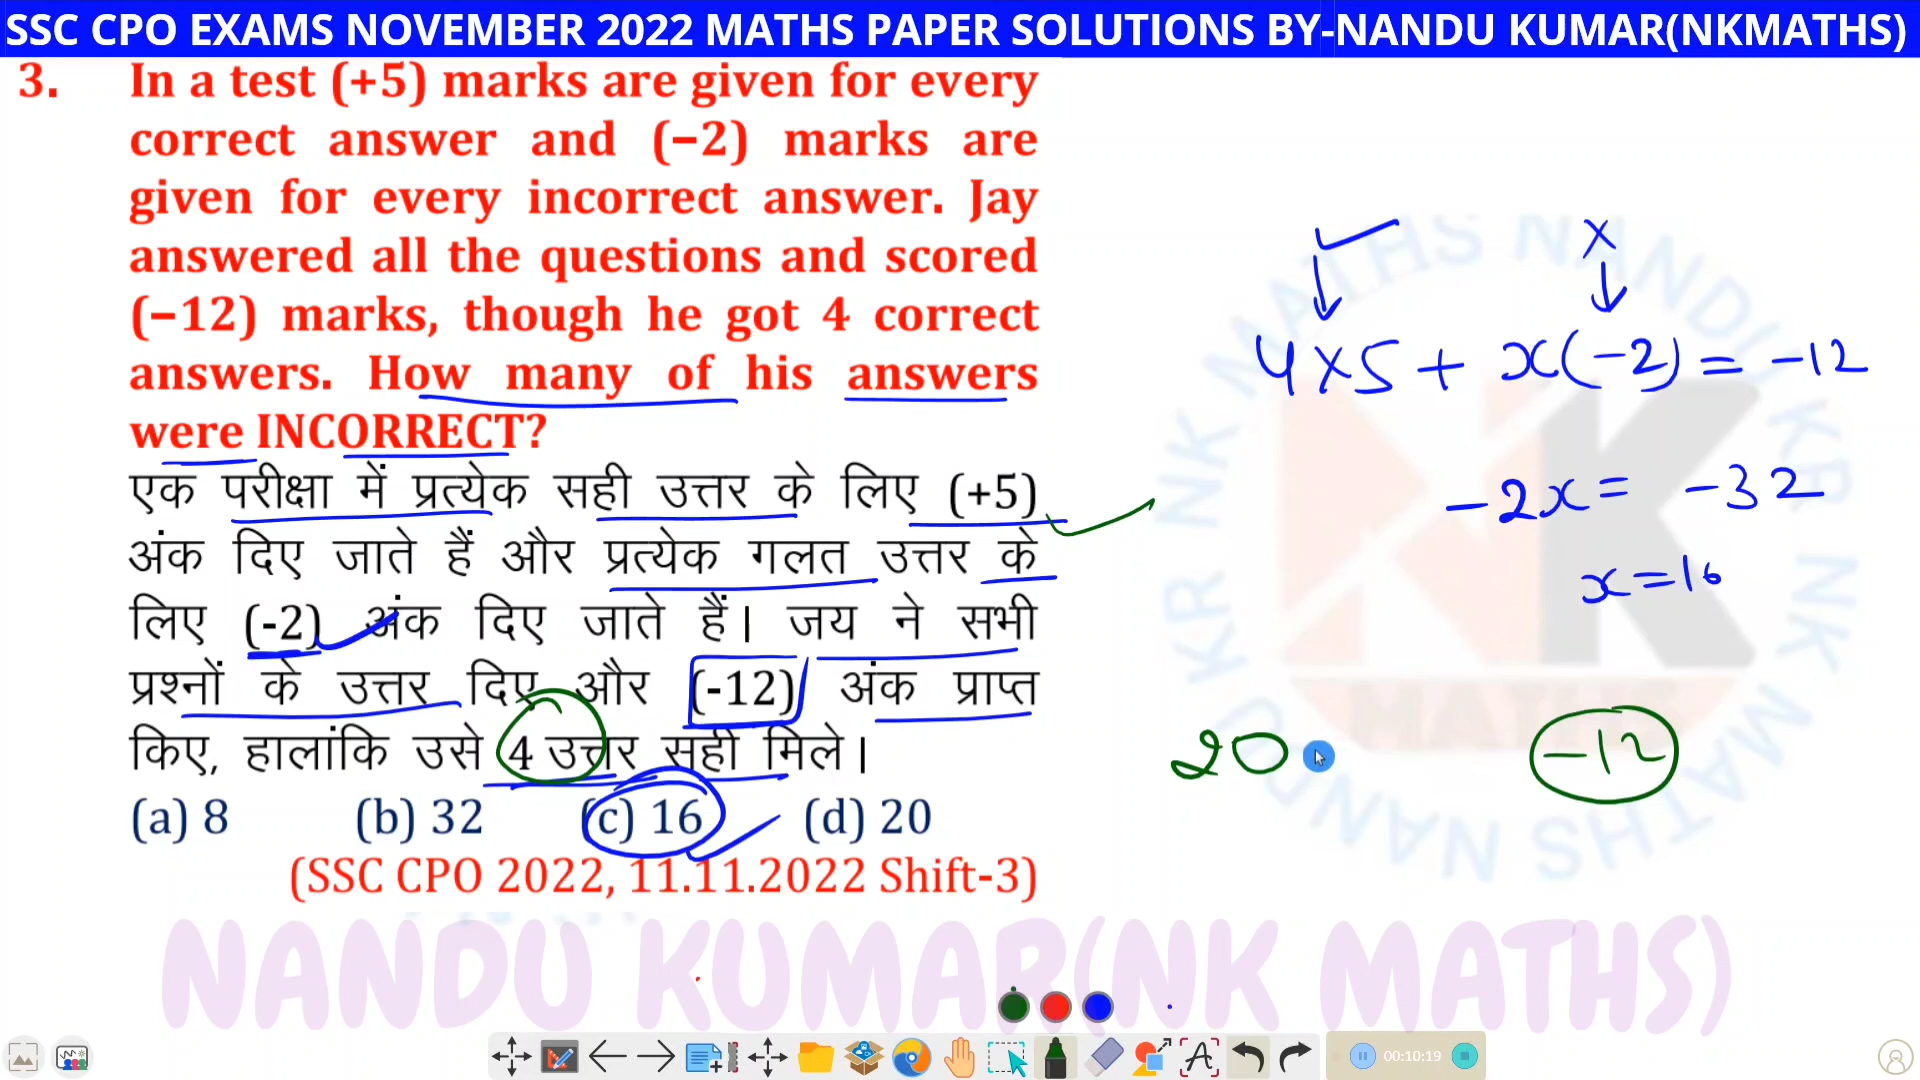 SSC CPO EXAMS NOVEMBER 2022 MATHS PAPER SOLUTIONS BY-NANDU KUMAR(NKMATHS)
3. In a test (+5) marks are given for every
correct answer and (−2) marks are
given for every incorrect answer. Jay
answered all the questions and scored
(−12) marks, though he got 4 correct
answers. How many of his answers
were INCORRECT?
एक परीक्षा में प्रत्येक सही उत्तर के लिए (+5)
अंक दिए जाते हैं और प्रत्येक गलत उत्तर के
लिए (-2) अंक दिए जाते हैं। जय ने सभी
प्रश्नों के उत्तर दिए और (-12) अंक प्राप्त
किए, हालांकि उसे 4 उत्तर सही मिले।
(a) 8 (b) 32 (c) 16 (d) 20
(SSC CPO 2022, 11.11.2022 Shift-3)
✓ x
4×5 + x(−2) = −12
−2x = −32
x = 16
20 −12
MATHS
NANDU KUMAR(NK MATHS)
00:10:19